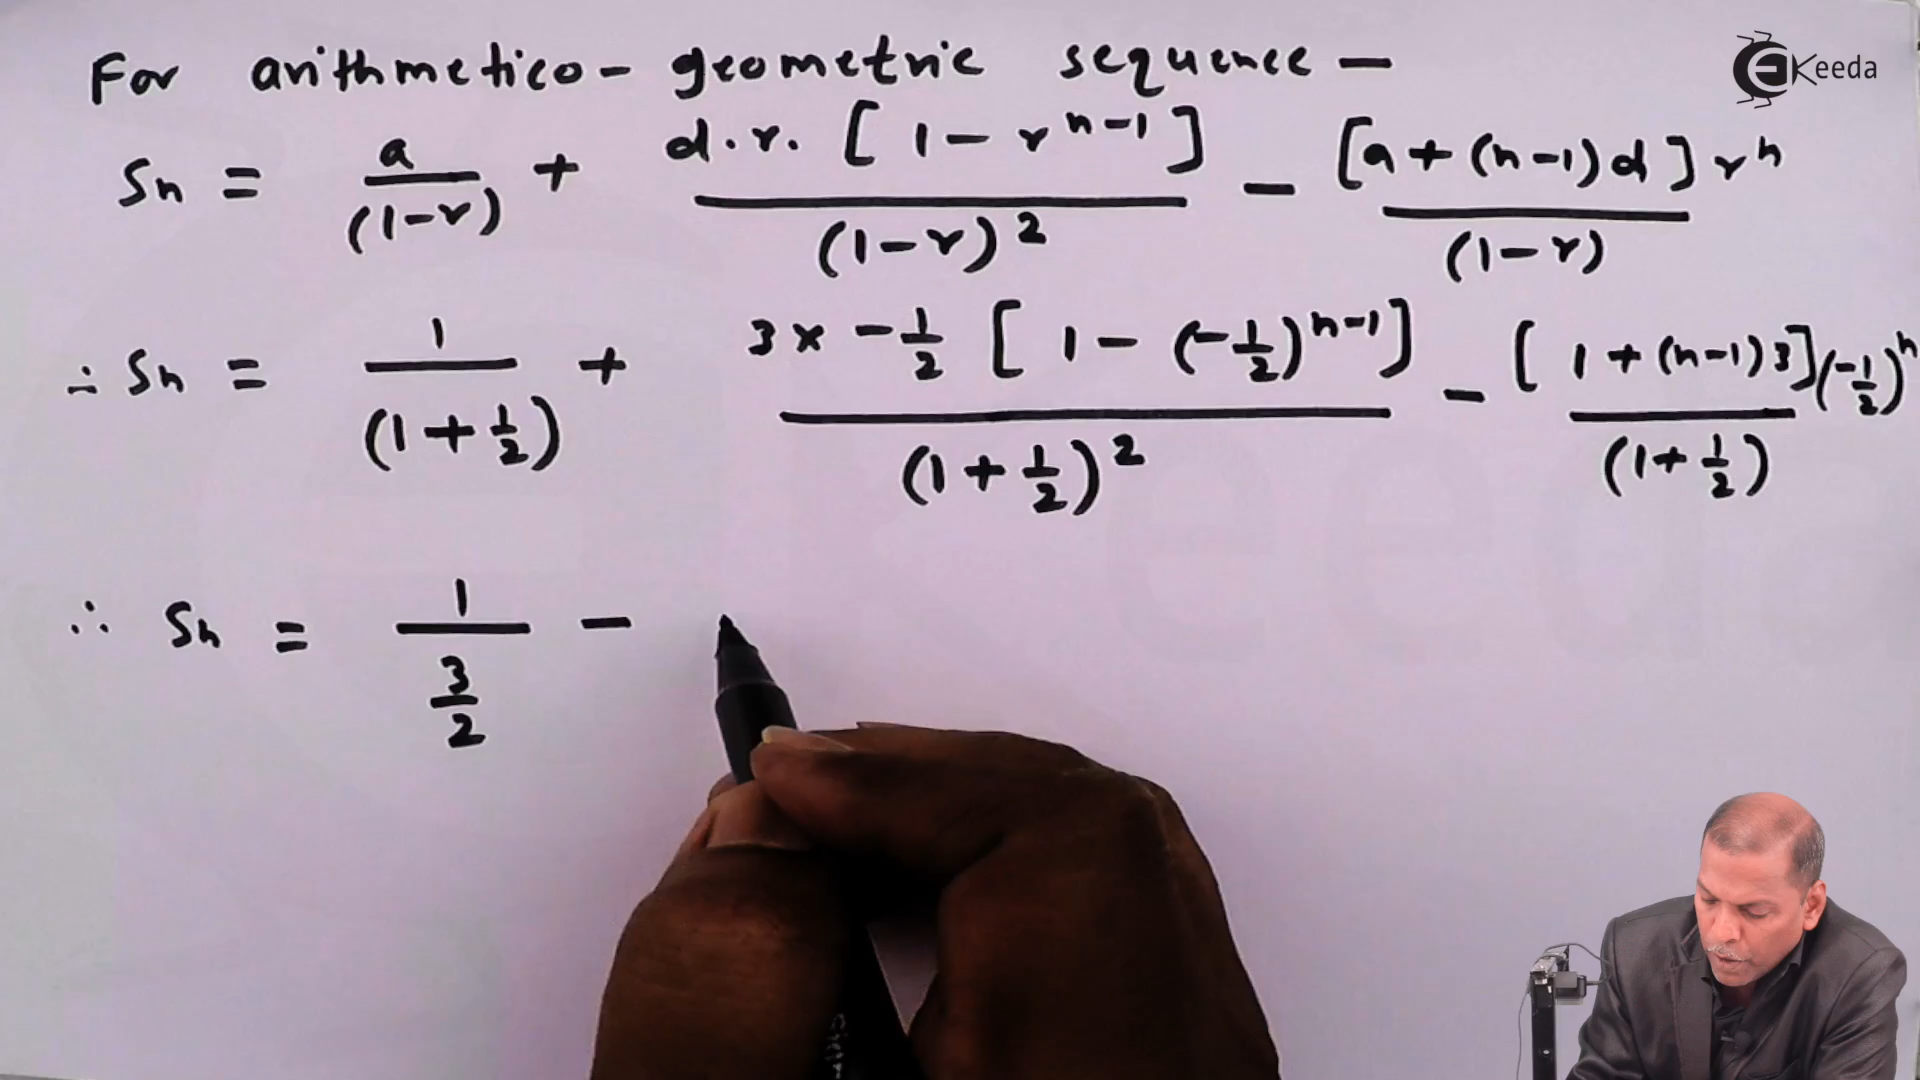 EKeeda
For arithmetico - geometric sequence -
Sn = a/(1-r) + d.r. [1 - r^(n-1)]/(1-r)^2 - [a + (n-1)d] r^n/(1-r)
∴ Sn = 1/(1+1/2) + 3 x -1/2 [1 - (-1/2)^(n-1)]/(1+1/2)^2 - [1 + (n-1)3] (-1/2)^n/(1+1/2)
∴ Sn = 1/(3/2) -